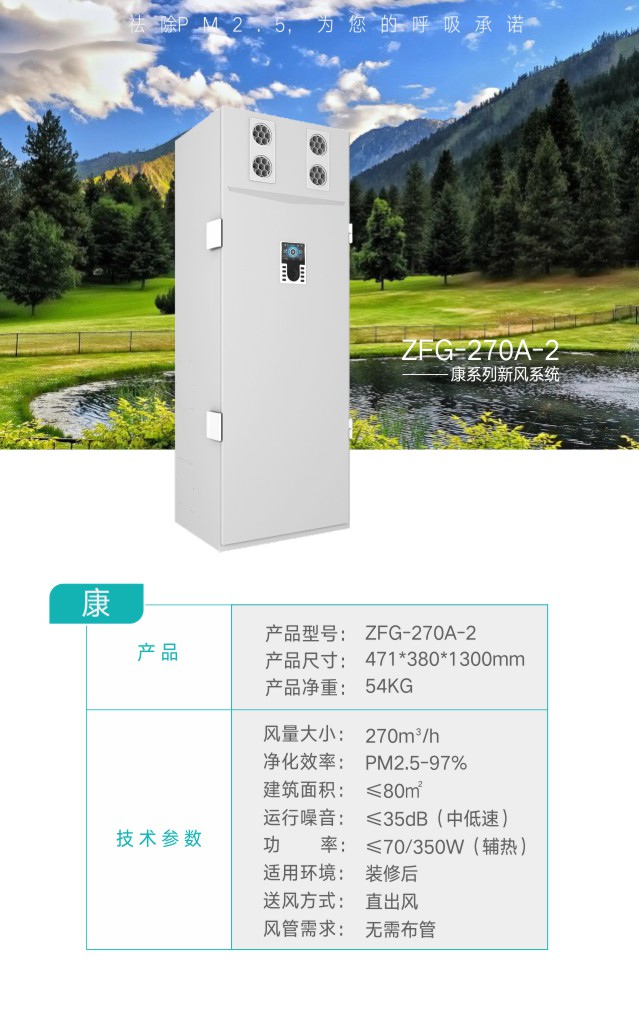 祛除PM2.5,为您的呼吸承诺
ZFG-270A-2
———康系列新风系统
康
产品
产品型号： ZFG-270A-2
产品尺寸： 471*380*1300mm
产品净重： 54KG
技术参数
风量大小： 270m³/h
净化效率： PM2.5-97%
建筑面积： ≤80㎡
运行噪音： ≤35dB（中低速）
功 率： ≤70/350W（辅热）
适用环境： 装修后
送风方式： 直出风
风管需求： 无需布管